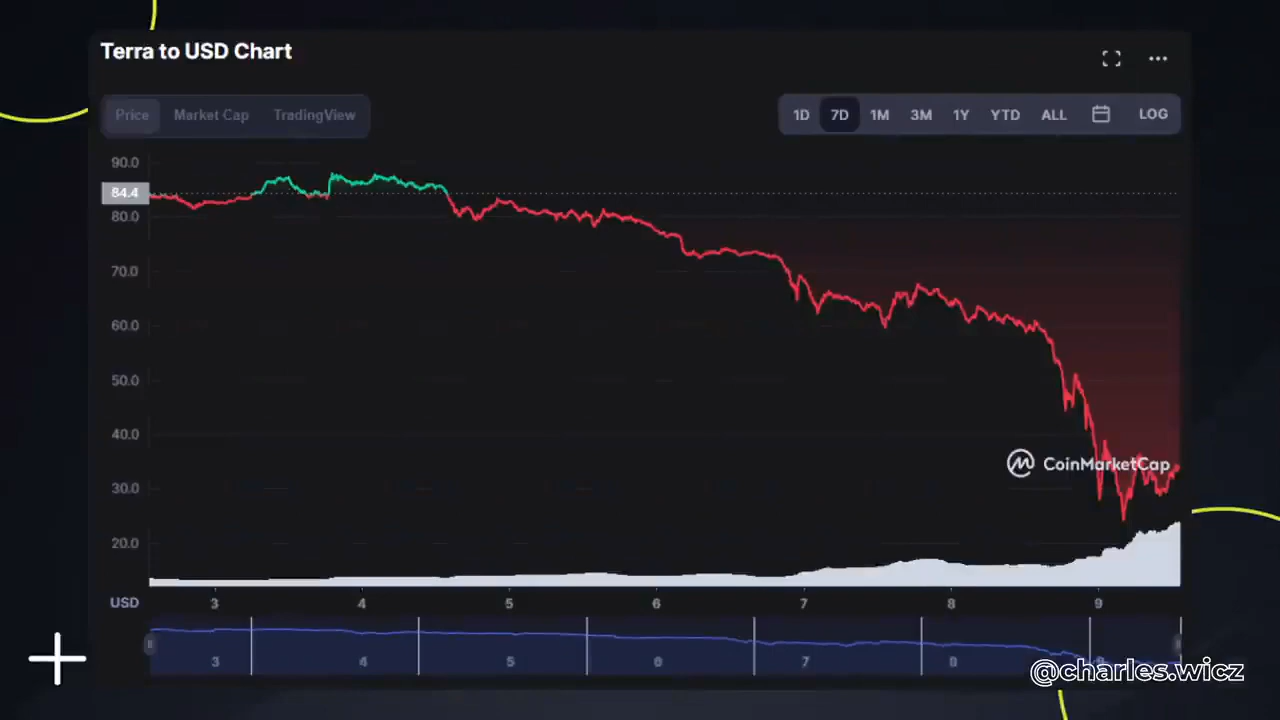 Terra to USD Chart
Price Market Cap TradingView
1D 7D 1M 3M 1Y YTD ALL LOG
90.0
84.4
80.0
70.0
60.0
50.0
40.0
CoinMarketCap
30.0
20.0
USD 3 4 5 6 7 8 9
3 4 5 6 7 8 9
@charles.wicz